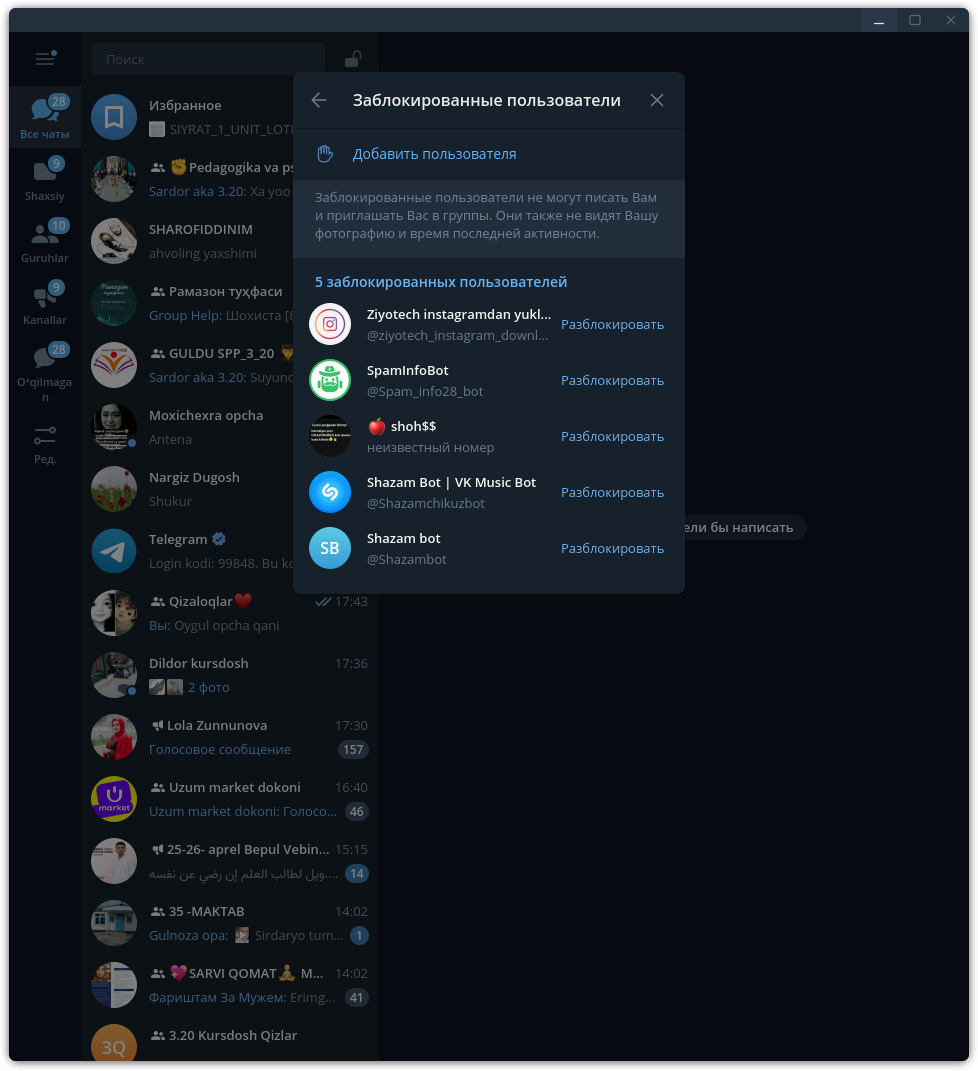 Поиск
28
Все чаты
9
Shaxsiy
10
Guruhlar
9
Kanallar
28
O'qilmaga
n
Ред.
Избранное
SIYRAT_1_UNIT_LOTI
✊Pedagogika va ps
Sardor aka 3.20: Xa yoo
SHAROFIDDINIM
ahvoling yaxshimi
Рамазон туҳфаси
Group Help: Шохиста [8
GULDU SPP_3_20
Sardor aka 3.20: Suyunc
Moxichexra opcha
Antena
Nargiz Dugosh
Shukur
Telegram
Login kodi: 99848. Bu ko
Qizaloqlar❤️
17:43
Вы: Oygul opcha qani
Dildor kursdosh
17:36
2 фото
Lola Zunnunova
17:30
Голосовое сообщение
157
Uzum market dokoni
16:40
Uzum market dokoni: Голосо...
46
25-26- aprel Bepul Vebin...
15:15
ويل لطالب العلم إن رضي عن نفسه....
14
35 -MAKTAB
14:02
Gulnoza opa: Sirdaryo tum...
1
💖SARVI QOMAT🧘 M...
14:02
Фариштам За Мужем: Erimg...
41
3Q
3.20 Kursdosh Qizlar
Заблокированные пользователи
Добавить пользователя
Заблокированные пользователи не могут писать Вам
и приглашать Вас в группы. Они также не видят Вашу
фотографию и время последней активности.
5 заблокированных пользователей
Ziyotech instagramdan yukl...
@ziyotech_instagram_downl...
Разблокировать
SpamInfoBot
@Spam_info28_bot
Разблокировать
🍎 shoh$$
неизвестный номер
Разблокировать
Shazam Bot | VK Music Bot
@Shazamchikuzbot
Разблокировать
SB
Shazam bot
@Shazambot
Разблокировать
ели бы написать
market